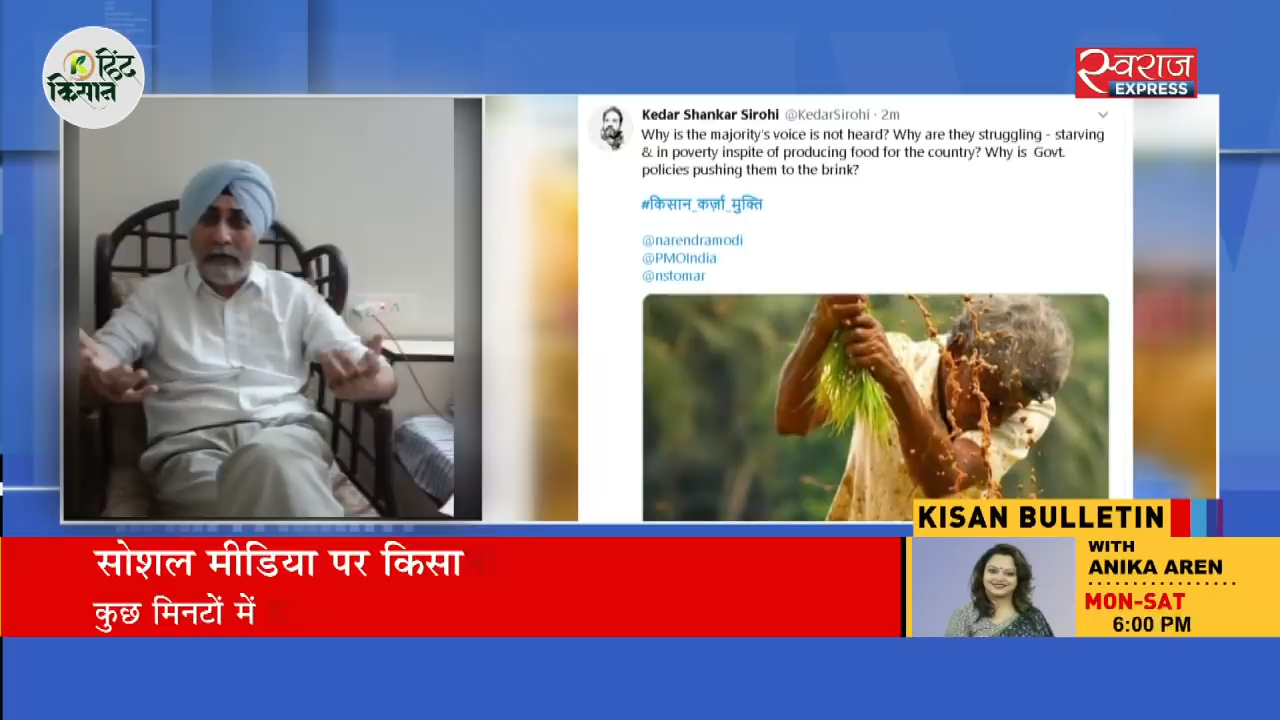 हिंद
किसान
स्वराज
EXPRESS
Kedar Shankar Sirohi @KedarSirohi · 2m
Why is the majority's voice is not heard? Why are they struggling - starving
& in poverty inspite of producing food for the country? Why is Govt.
policies pushing them to the brink?
#किसान_कर्ज़ा_मुक्ति
@narendramodi
@PMOIndia
@nstomar
KISAN BULLETIN
WITH
ANIKA AREN
MON-SAT
6:00 PM
सोशल मीडिया पर किसा
कुछ मिनटों में